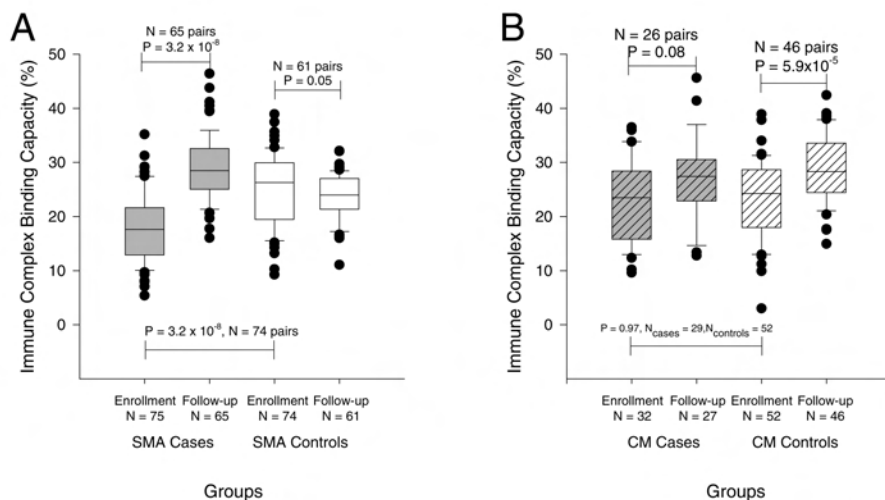 A
N = 65 pairs
P = 3.2 x 10⁻⁸
N = 61 pairs
P = 0.05
Immune Complex Binding Capacity (%)
50
40
30
20
10
0
P = 3.2 x 10⁻⁸, N = 74 pairs
Enrollment Follow-up Enrollment Follow-up
N = 75 N = 65 N = 74 N = 61
SMA Cases SMA Controls
Groups
B
N = 26 pairs
P = 0.08
N = 46 pairs
P = 5.9x10⁻⁵
Immune Complex Binding Capacity (%)
50
40
30
20
10
0
P = 0.97, Ncases = 29,Ncontrols = 52
Enrollment Follow-up Enrollment Follow-up
N = 32 N = 27 N = 52 N = 46
CM Cases CM Controls
Groups